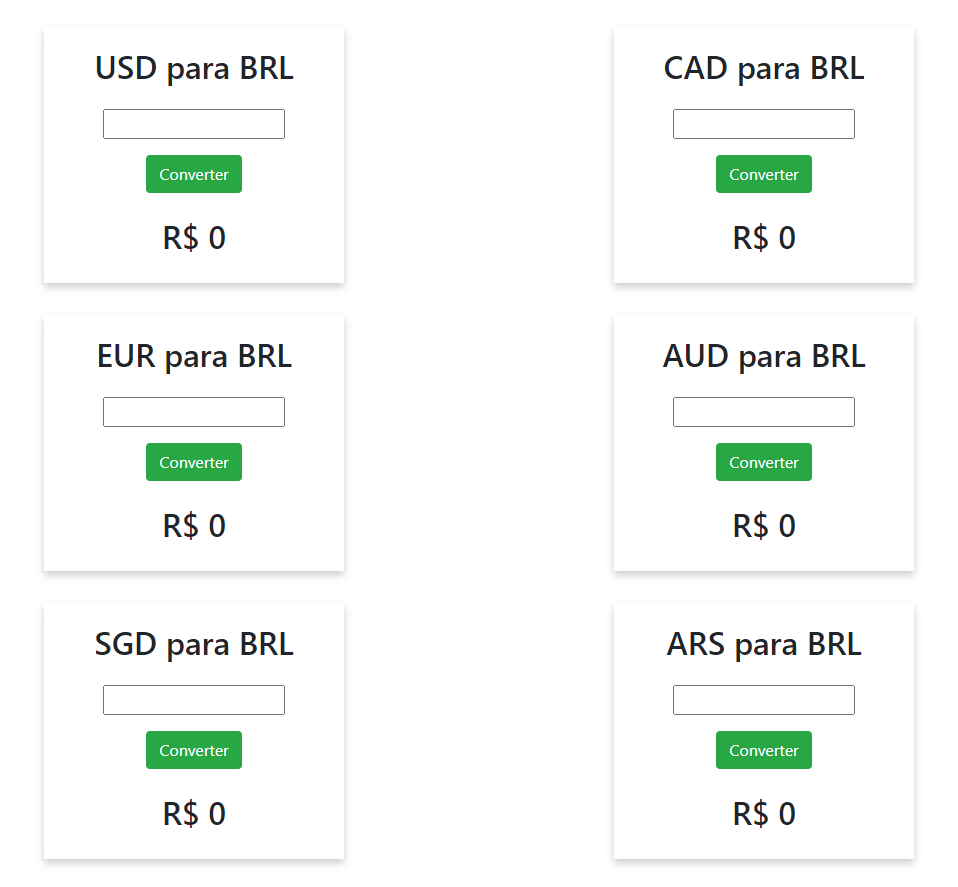 USD para BRL
Converter
R$ 0
CAD para BRL
Converter
R$ 0
EUR para BRL
Converter
R$ 0
AUD para BRL
Converter
R$ 0
SGD para BRL
Converter
R$ 0
ARS para BRL
Converter
R$ 0